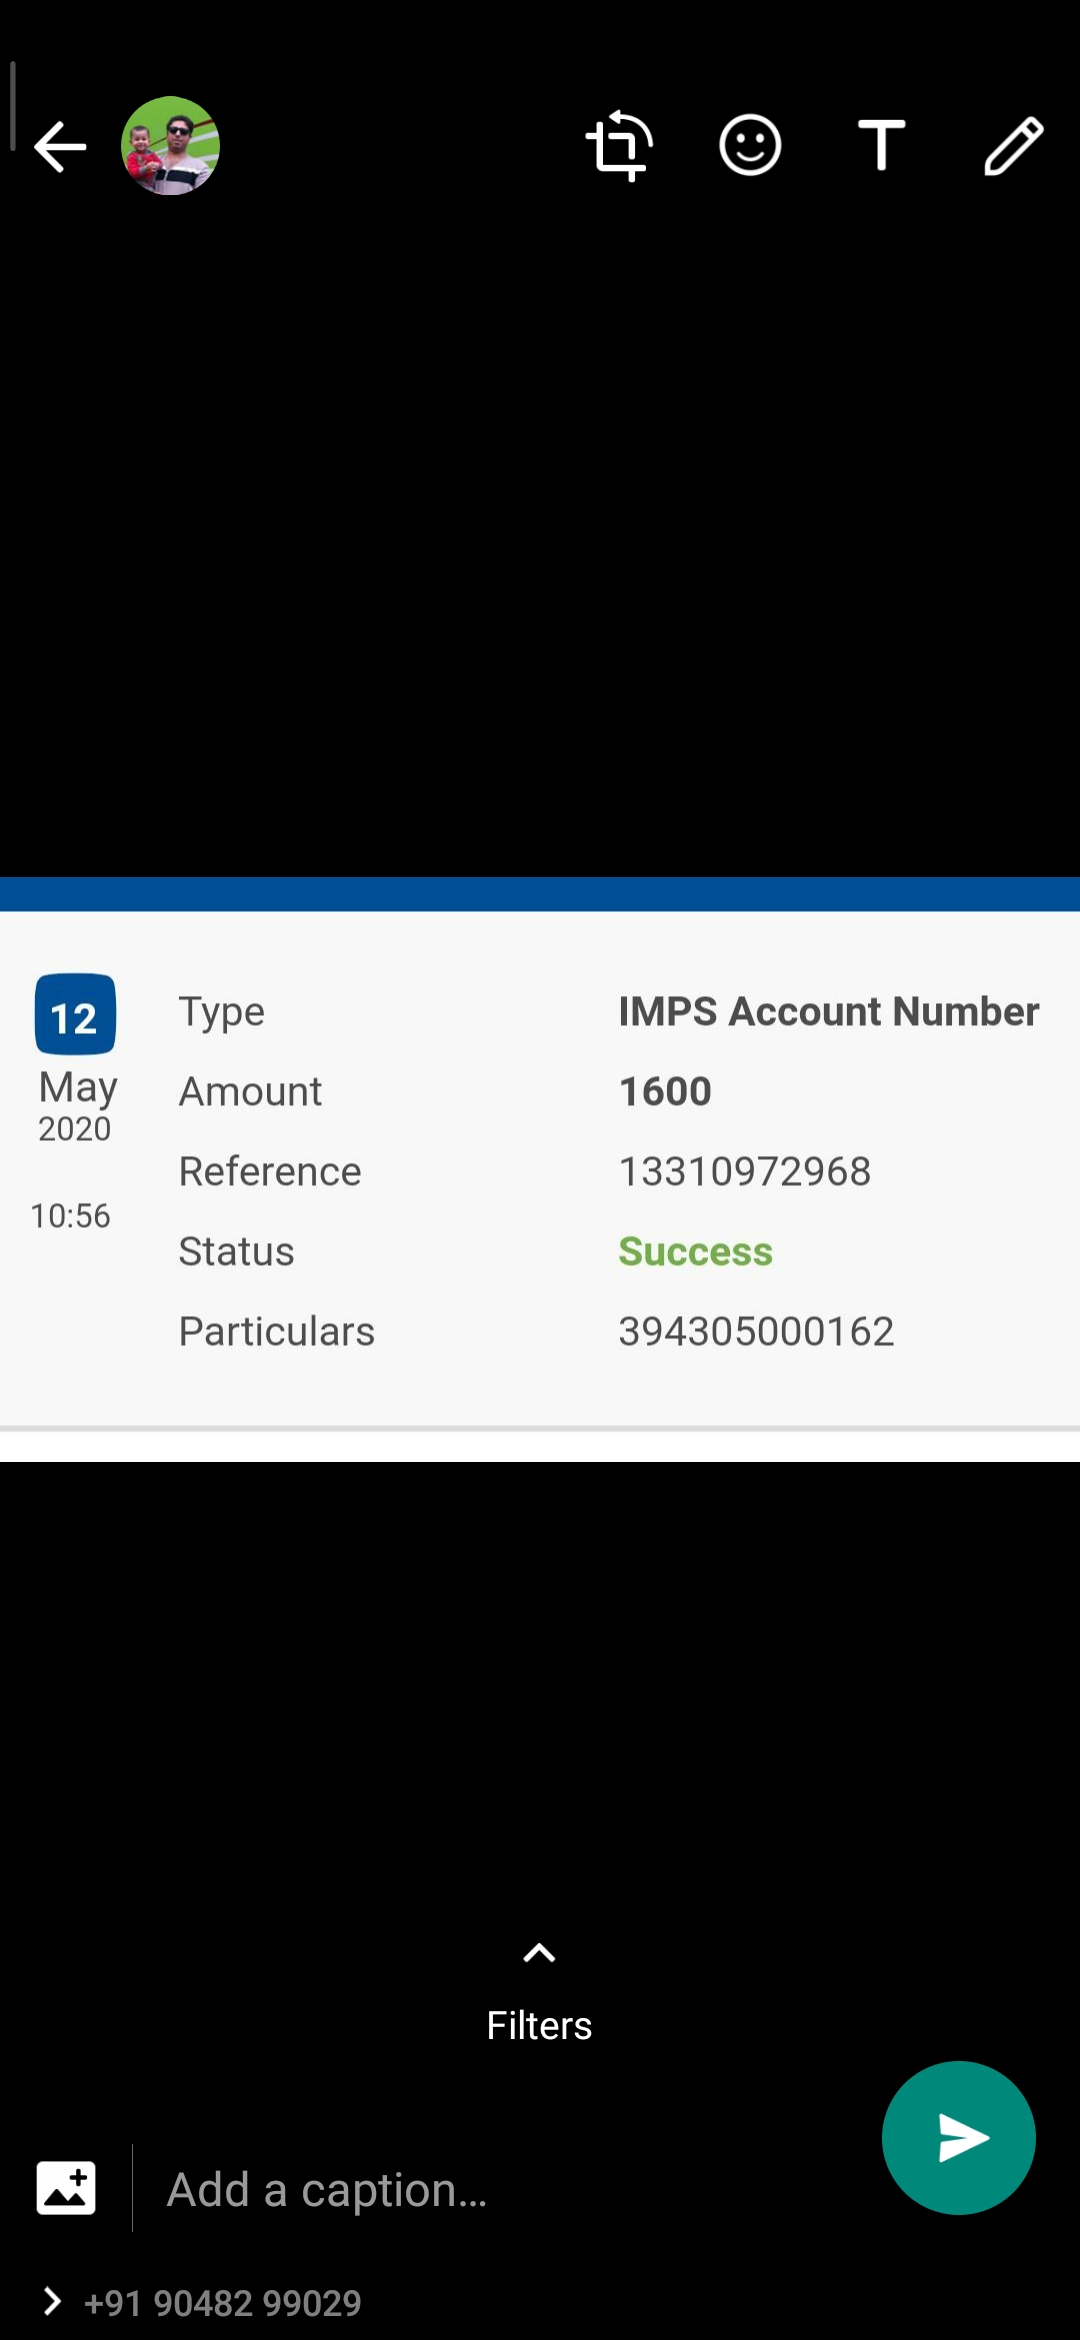 T
12
May
2020
10:56
Type IMPS Account Number
Amount 1600
Reference 13310972968
Status Success
Particulars 394305000162
Filters
Add a caption...
+91 90482 99029